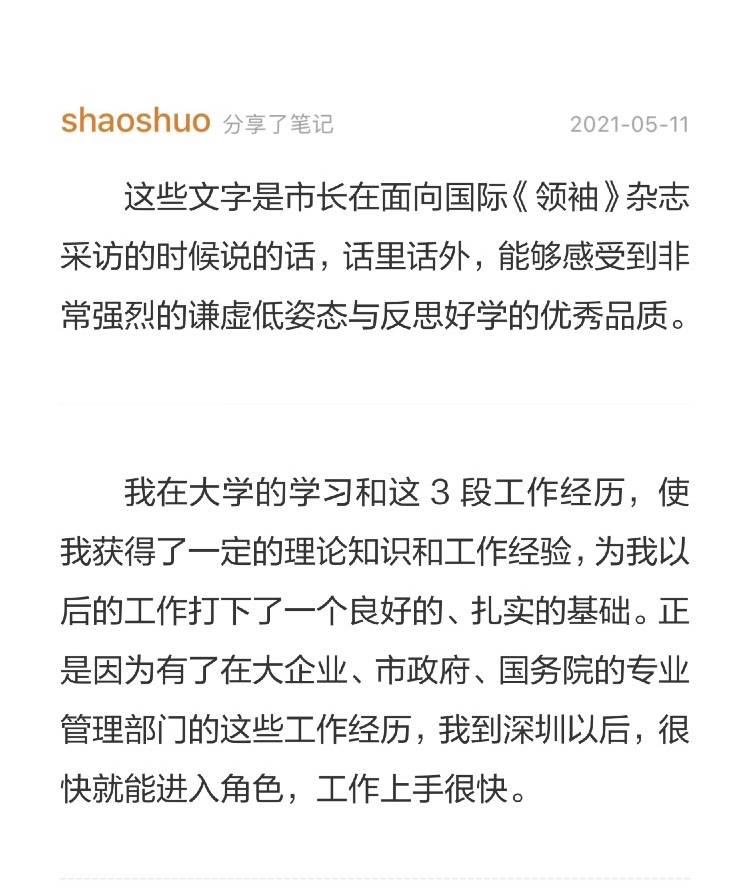 shaoshuo 分享了笔记 2021-05-11
这些文字是市长在面向国际《领袖》杂志
采访的时候说的话，话里话外，能够感受到非
常强烈的谦虚低姿态与反思好学的优秀品质。
我在大学的学习和这 3 段工作经历，使
我获得了一定的理论知识和工作经验，为我以
后的工作打下了一个良好的、扎实的基础。正
是因为有了在大企业、市政府、国务院的专业
管理部门的这些工作经历，我到深圳以后，很
快就能进入角色，工作上手很快。